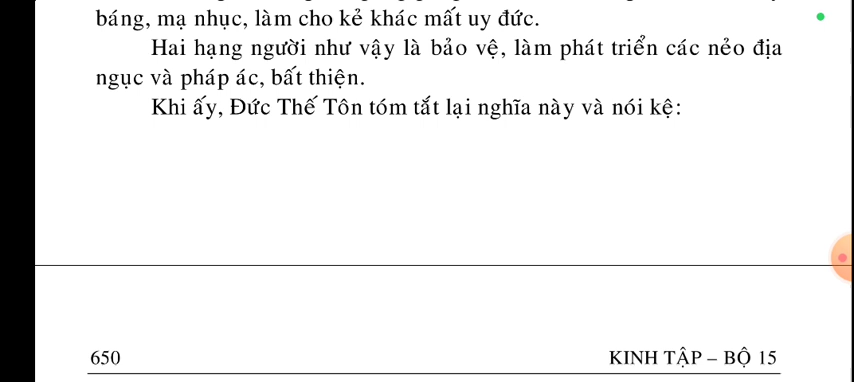 báng, mạ nhục, làm cho kẻ khác mất uy đức.
Hai hạng người như vậy là bảo vệ, làm phát triển các nẻo địa
ngục và pháp ác, bất thiện.
Khi ấy, Đức Thế Tôn tóm tắt lại nghĩa này và nói kệ:
650 KINH TẬP – BỘ 15